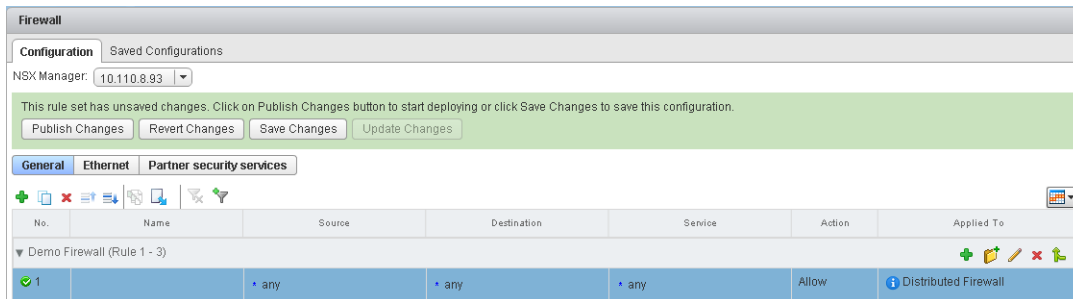 Firewall
Configuration Saved Configurations
NSX Manager: 10.110.8.93
This rule set has unsaved changes. Click on Publish Changes button to start deploying or click Save Changes to save this configuration.
Publish Changes Revert Changes Save Changes Update Changes
General Ethernet Partner security services
No. Name Source Destination Service Action Applied To
Demo Firewall (Rule 1 - 3)
1 * any * any * any Allow Distributed Firewall